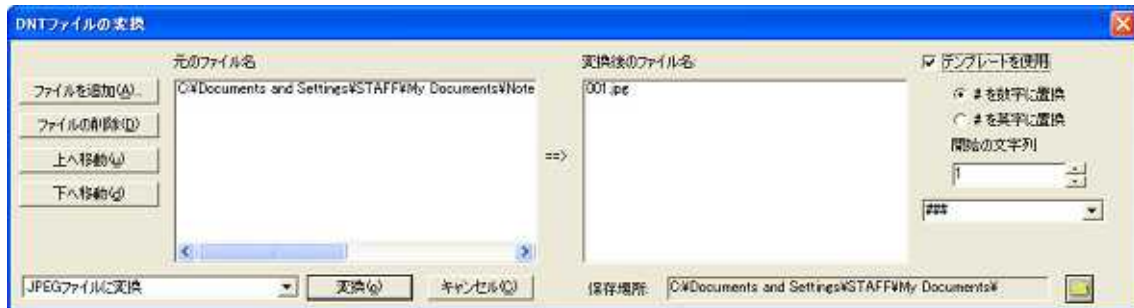 DNTファイルの変換
元のファイル名
変換後のファイル名
テンプレートを使用
ファイルを追加(A)...
ファイルの削除(D)
上へ移動(u)
下へ移動(d)
C:¥Documents and Settings¥STAFF¥My Documents¥Note
==>
001.jpg
#を数字に置換
#を英字に置換
開始の文字列
1
###
JPEGファイルに変換
変換(o)
キャンセル(C)
保存場所:
C:¥Documents and Settings¥STAFF¥My Documents¥